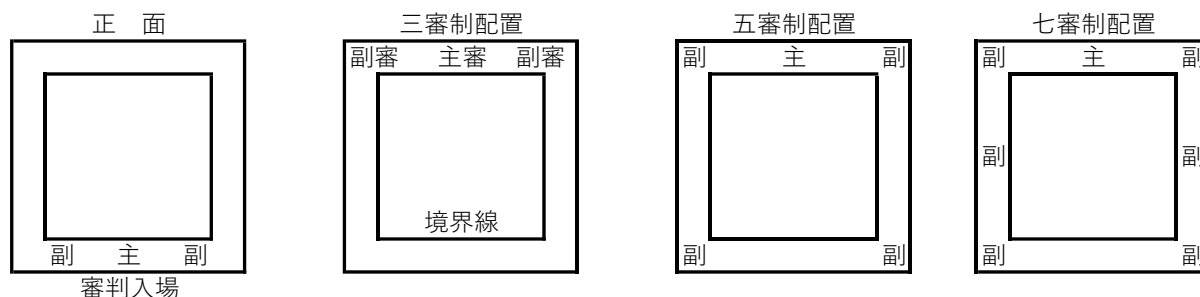 正　面
副　主　副
審判入場
三審制配置
副審　主審　副審
境界線
五審制配置
副　主　副
副　副
七審制配置
副　主　副
副　副
副　副